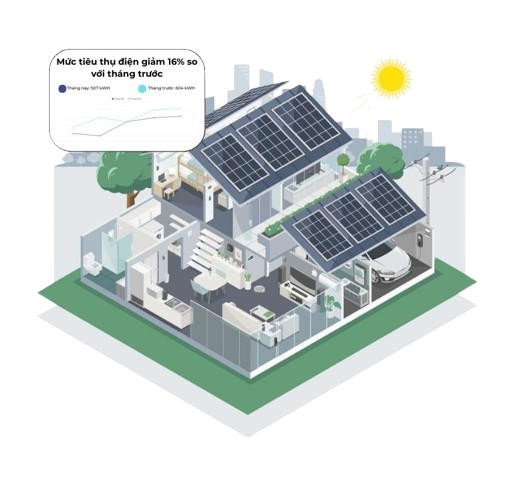 Mức tiêu thụ điện giảm 16% so
với tháng trước
Tháng này: 507 kWH
Tháng trước: 604 kWH